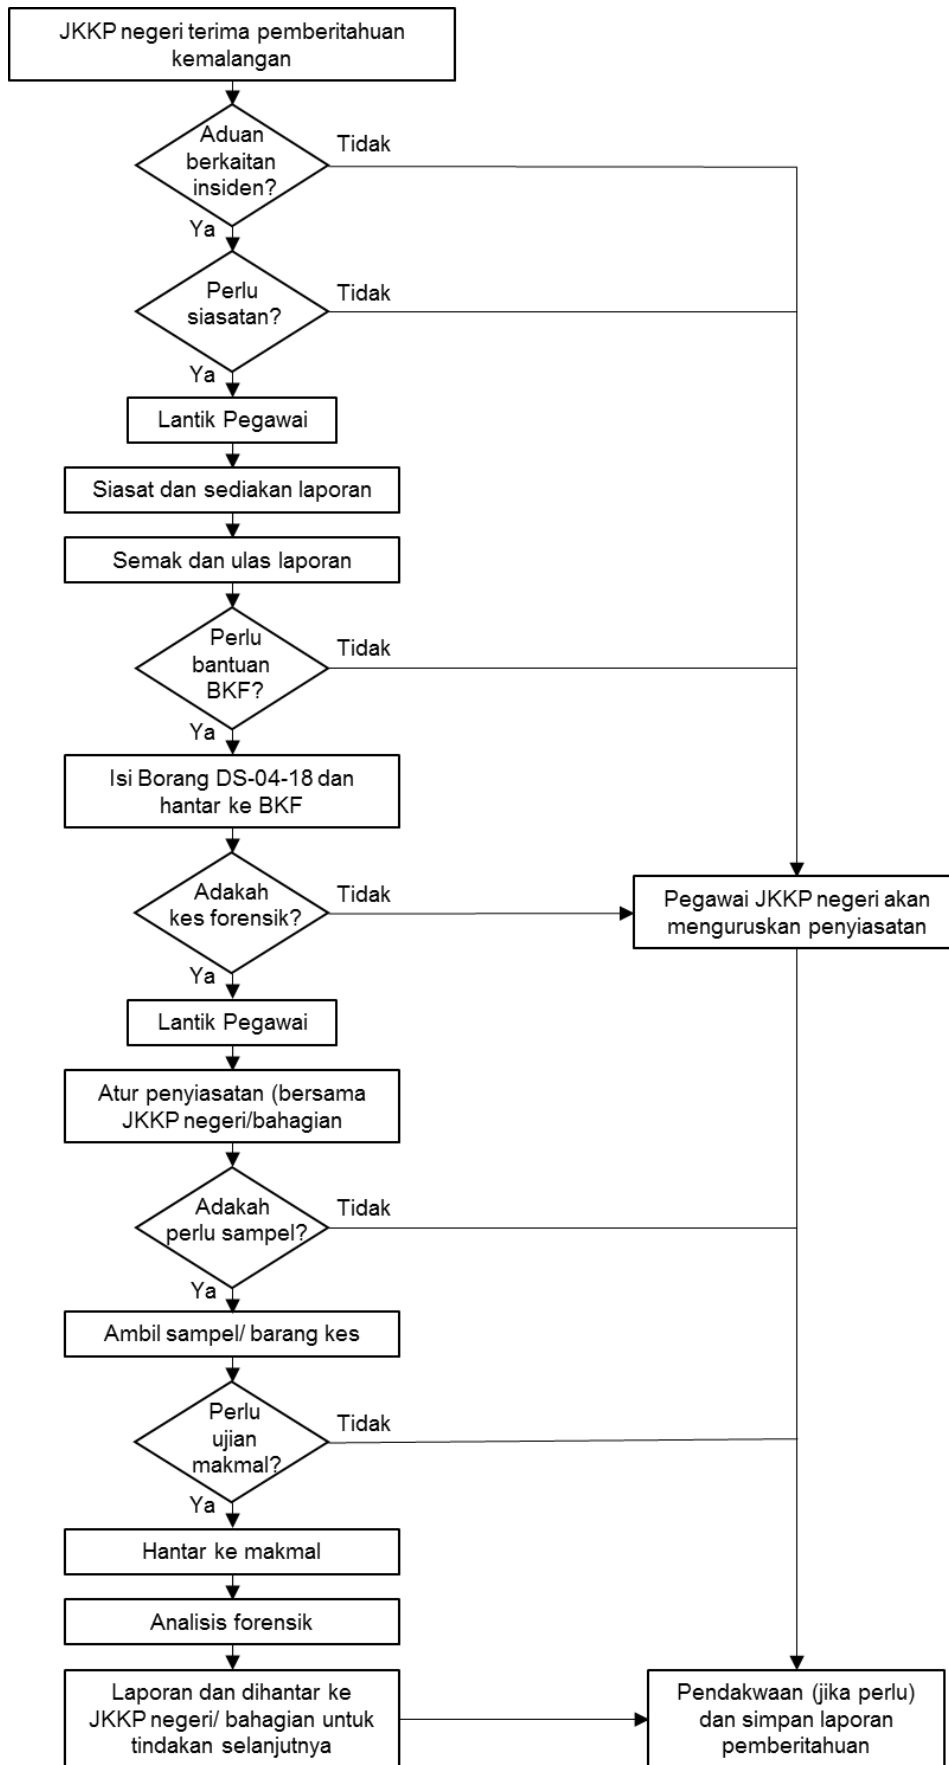 JKKP negeri terima pemberitahuan
kemalangan
Aduan
berkaitan
insiden?
Tidak
Ya
Perlu
siasatan?
Tidak
Ya
Lantik Pegawai
Siasat dan sediakan laporan
Semak dan ulas laporan
Perlu
bantuan
BKF?
Tidak
Ya
Isi Borang DS-04-18 dan
hantar ke BKF
Adakah
kes forensik?
Tidak
Pegawai JKKP negeri akan
menguruskan penyiasatan
Ya
Lantik Pegawai
Atur penyiasatan (bersama
JKKP negeri/bahagian
Adakah
perlu sampel?
Tidak
Ya
Ambil sampel/ barang kes
Perlu
ujian
makmal?
Tidak
Ya
Hantar ke makmal
Analisis forensik
Laporan dan dihantar ke
JKKP negeri/ bahagian untuk
tindakan selanjutnya
Pendakwaan (jika perlu)
dan simpan laporan
pemberitahuan